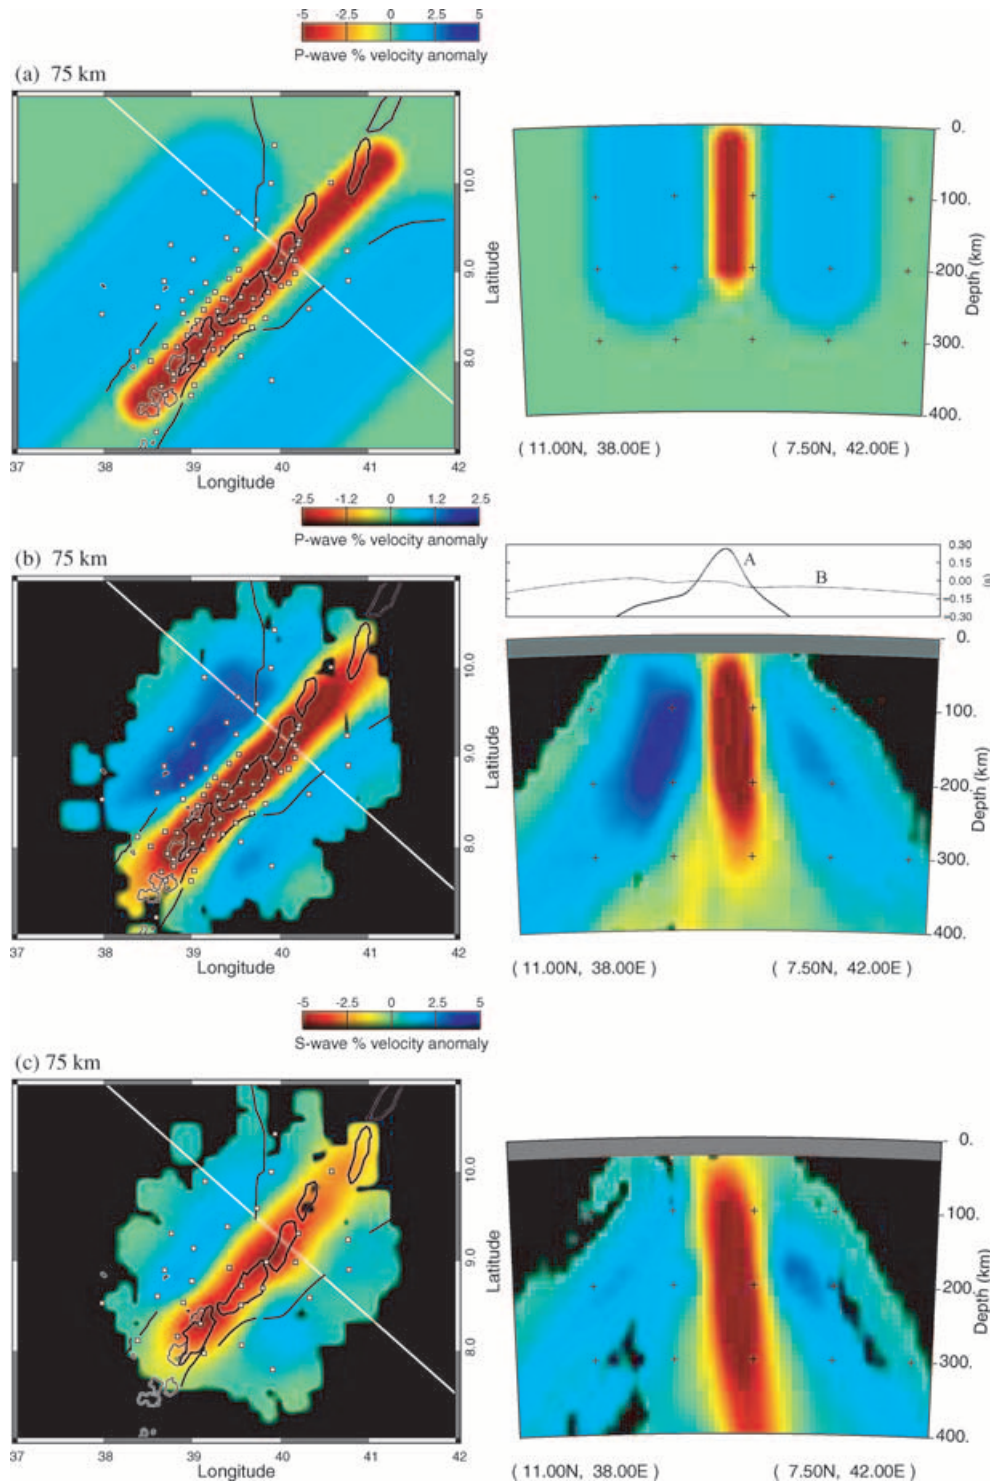 -5 -2.5 0 2.5 5
P-wave % velocity anomaly
(a) 75 km
10.0
9.0
8.0
Latitude
37 38 39 40 41 42
Longitude
0.
100.
200.
300.
400.
Depth (km)
( 11.00N, 38.00E ) ( 7.50N, 42.00E )
-2.5 -1.2 0 1.2 2.5
P-wave % velocity anomaly
(b) 75 km
10.0
9.0
8.0
Latitude
37 38 39 40 41 42
Longitude
A
B
0.30
0.15
0.00
-0.15
-0.30
(s)
0.
100.
200.
300.
400.
Depth (km)
( 11.00N, 38.00E ) ( 7.50N, 42.00E )
-5 -2.5 0 2.5 5
S-wave % velocity anomaly
(c) 75 km
10.0
9.0
8.0
Latitude
37 38 39 40 41 42
Longitude
0.
100.
200.
300.
400.
Depth (km)
( 11.00N, 38.00E ) ( 7.50N, 42.00E )